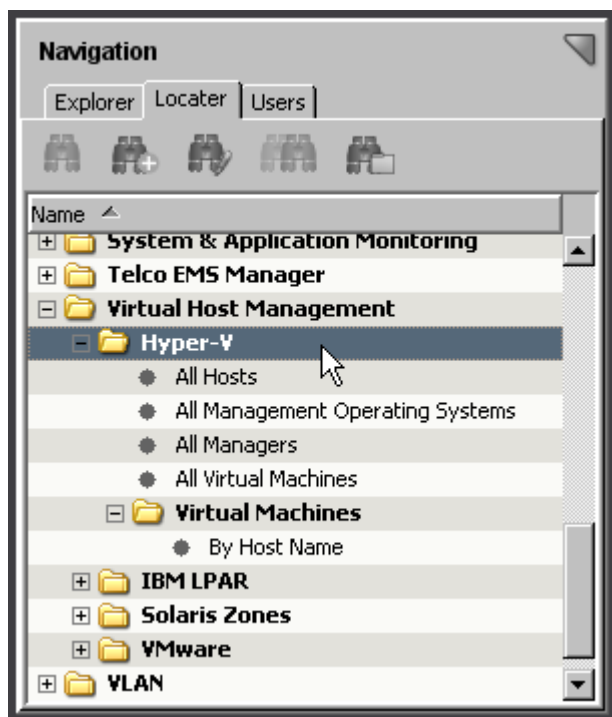 Navigation
Explorer Locater Users
Name
System & Application Monitoring
Telco EMS Manager
Virtual Host Management
Hyper-V
All Hosts
All Management Operating Systems
All Managers
All Virtual Machines
Virtual Machines
By Host Name
IBM LPAR
Solaris Zones
VMware
VLAN